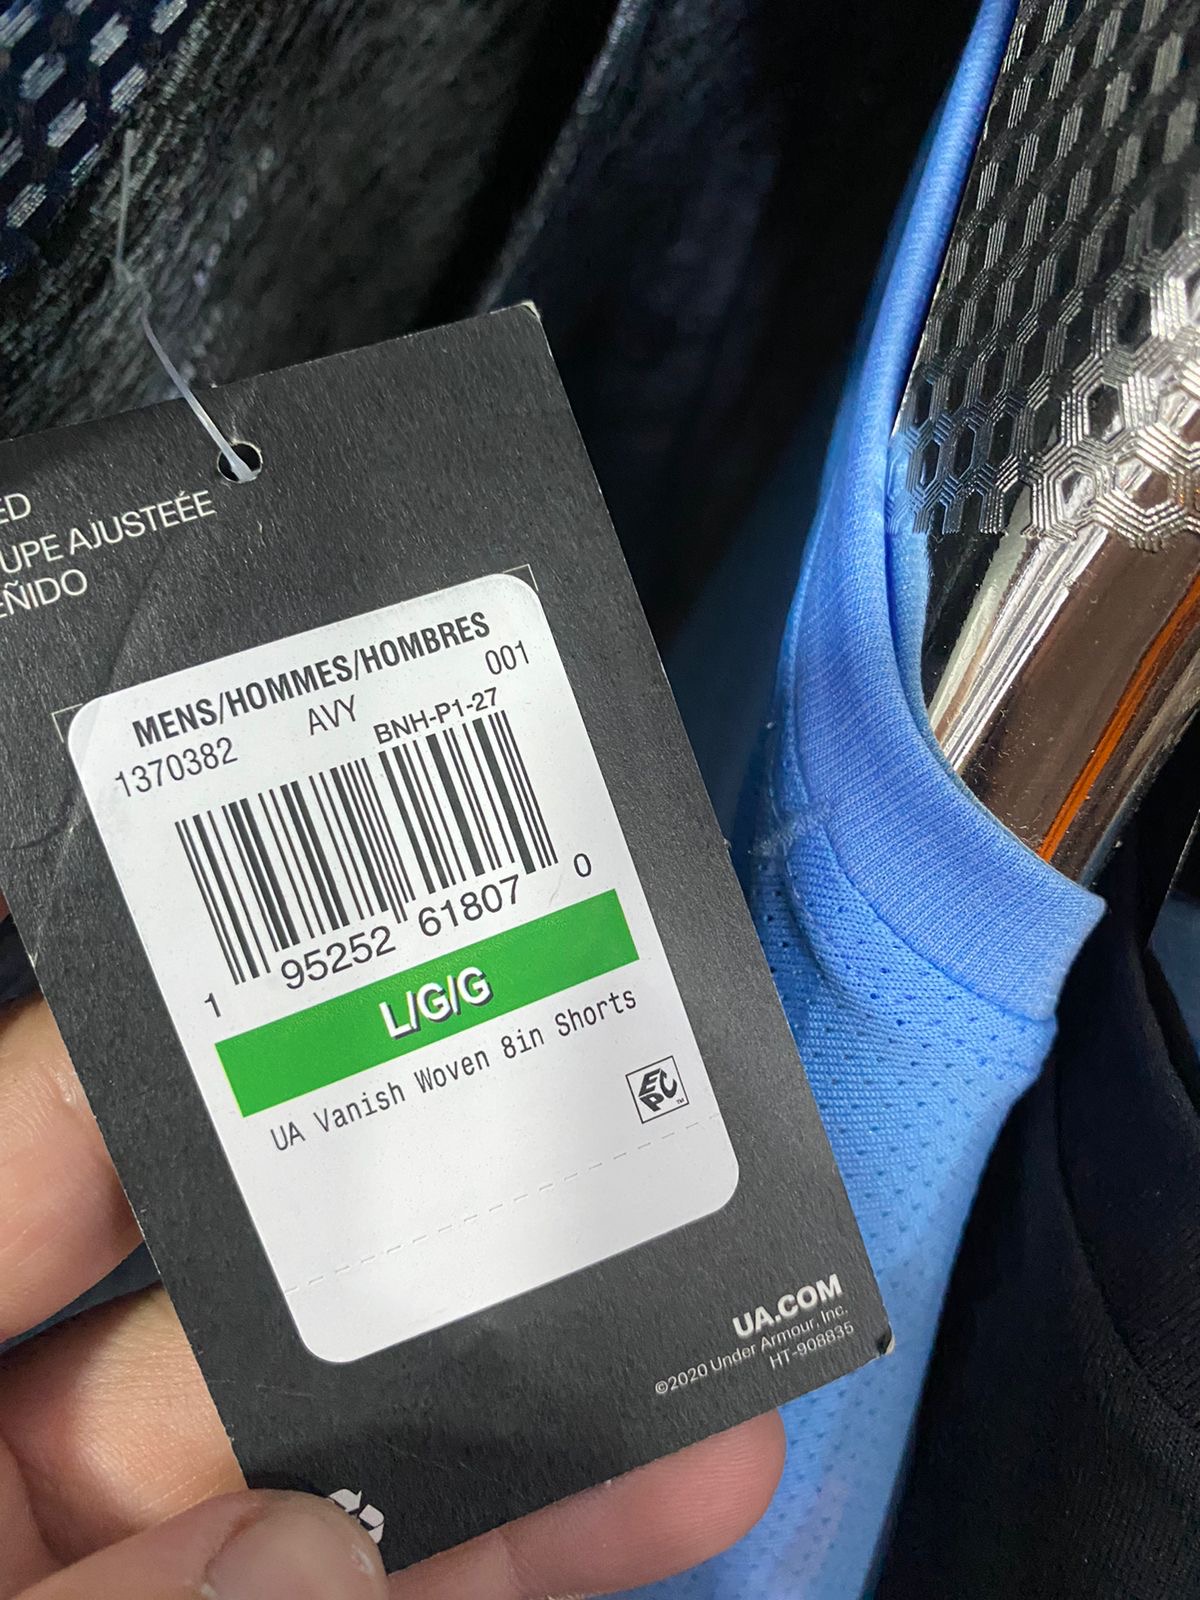 ED
UPE AJUSTEÉE
EÑIDO
MENS/HOMMES/HOMBRES
1370382 AVY 001
BNH-P1-27
1 95252 61807 0
L/G/G
UA Vanish Woven 8in Shorts
EPC™
UA.COM
©2020 Under Armour, Inc.
HT-908835